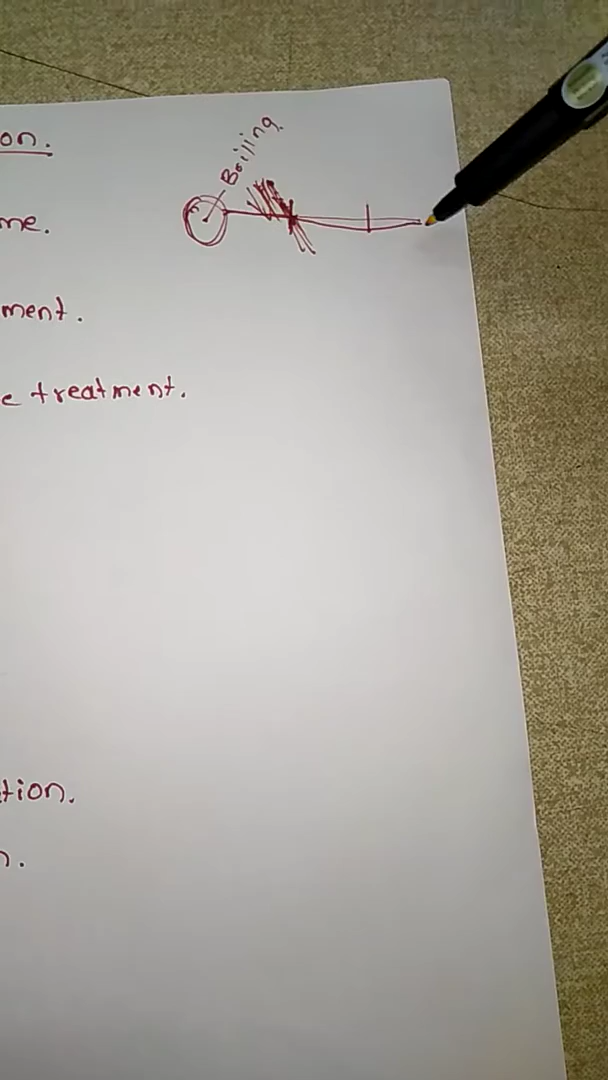 on.
Boiling
me.
ment.
e treatment.
tion.
n.